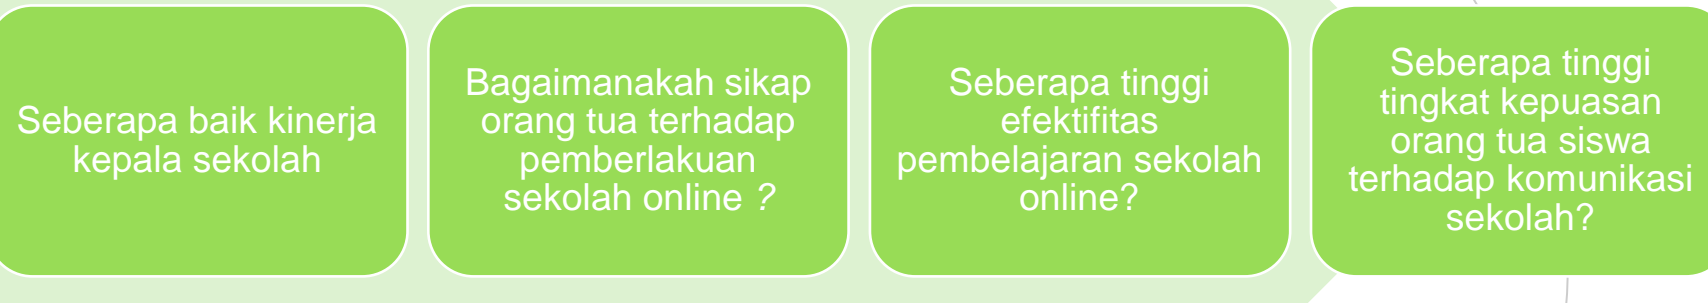 Seberapa baik kinerja
kepala sekolah
Bagaimanakah sikap
orang tua terhadap
pemberlakuan
sekolah online ?
Seberapa tinggi
efektifitas
pembelajaran sekolah
online?
Seberapa tinggi
tingkat kepuasan
orang tua siswa
terhadap komunikasi
sekolah?